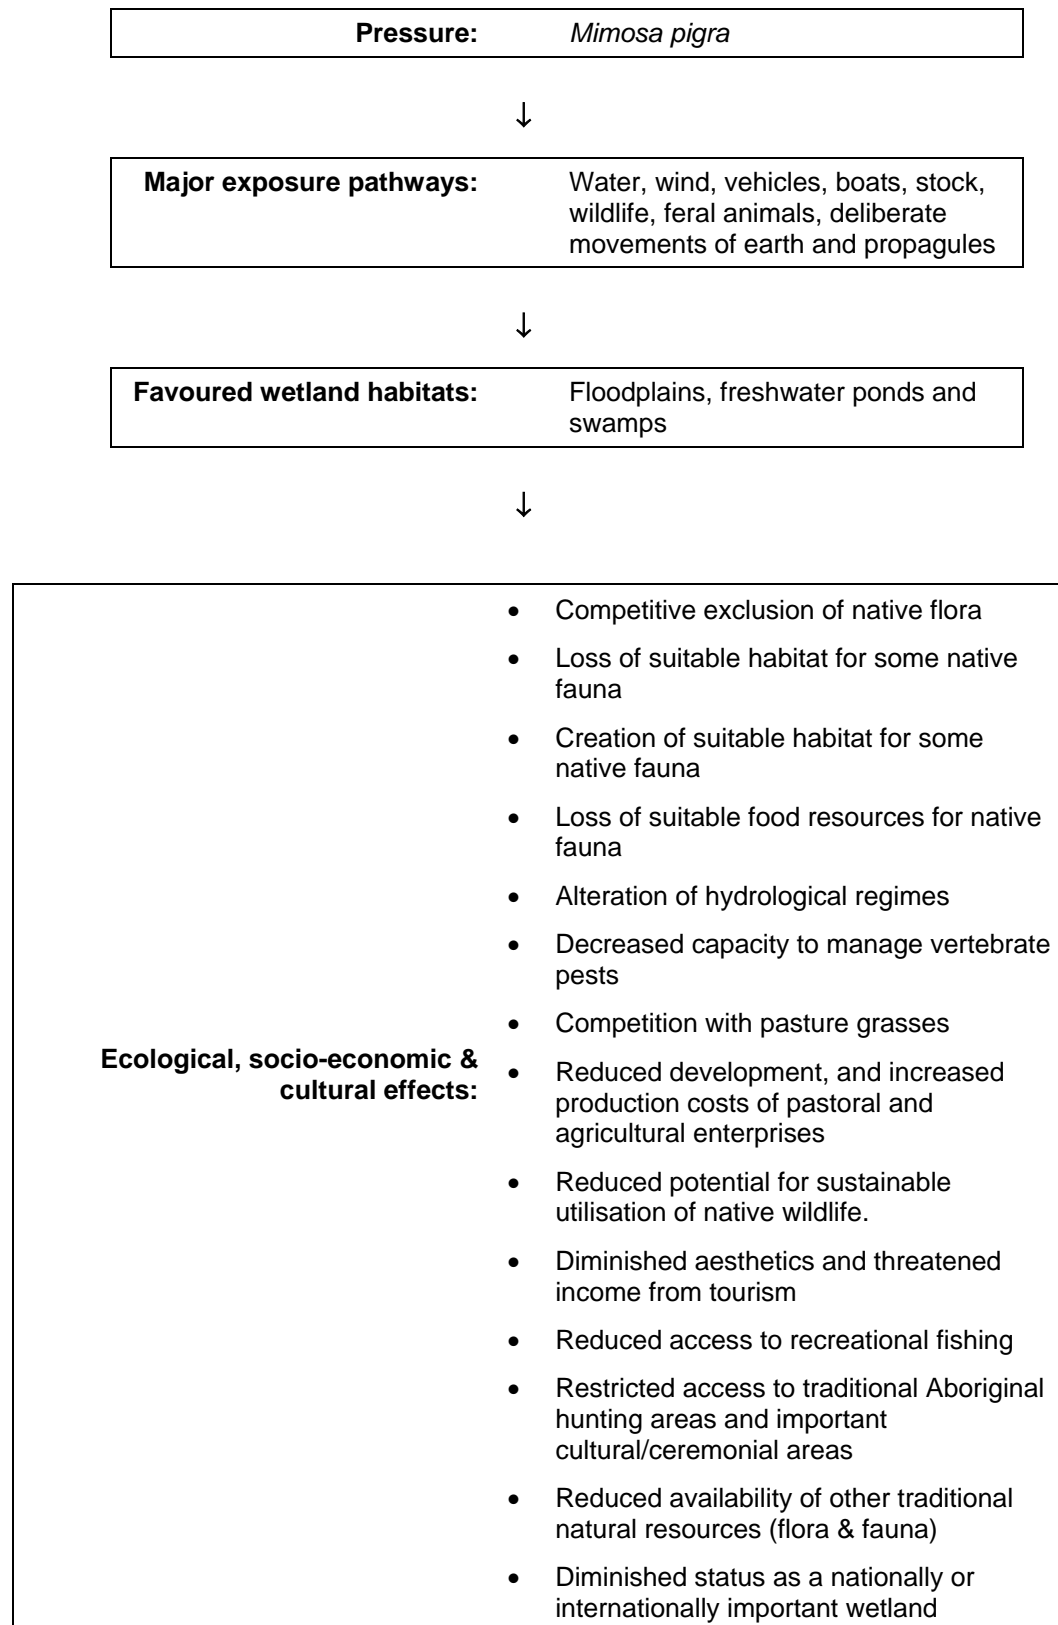 Pressure: Mimosa pigra
↓
Major exposure pathways: Water, wind, vehicles, boats, stock,
wildlife, feral animals, deliberate
movements of earth and propagules
↓
Favoured wetland habitats: Floodplains, freshwater ponds and
swamps
↓
Ecological, socio-economic &
cultural effects:
• Competitive exclusion of native flora
• Loss of suitable habitat for some native
fauna
• Creation of suitable habitat for some
native fauna
• Loss of suitable food resources for native
fauna
• Alteration of hydrological regimes
• Decreased capacity to manage vertebrate
pests
• Competition with pasture grasses
• Reduced development, and increased
production costs of pastoral and
agricultural enterprises
• Reduced potential for sustainable
utilisation of native wildlife.
• Diminished aesthetics and threatened
income from tourism
• Reduced access to recreational fishing
• Restricted access to traditional Aboriginal
hunting areas and important
cultural/ceremonial areas
• Reduced availability of other traditional
natural resources (flora & fauna)
• Diminished status as a nationally or
internationally important wetland